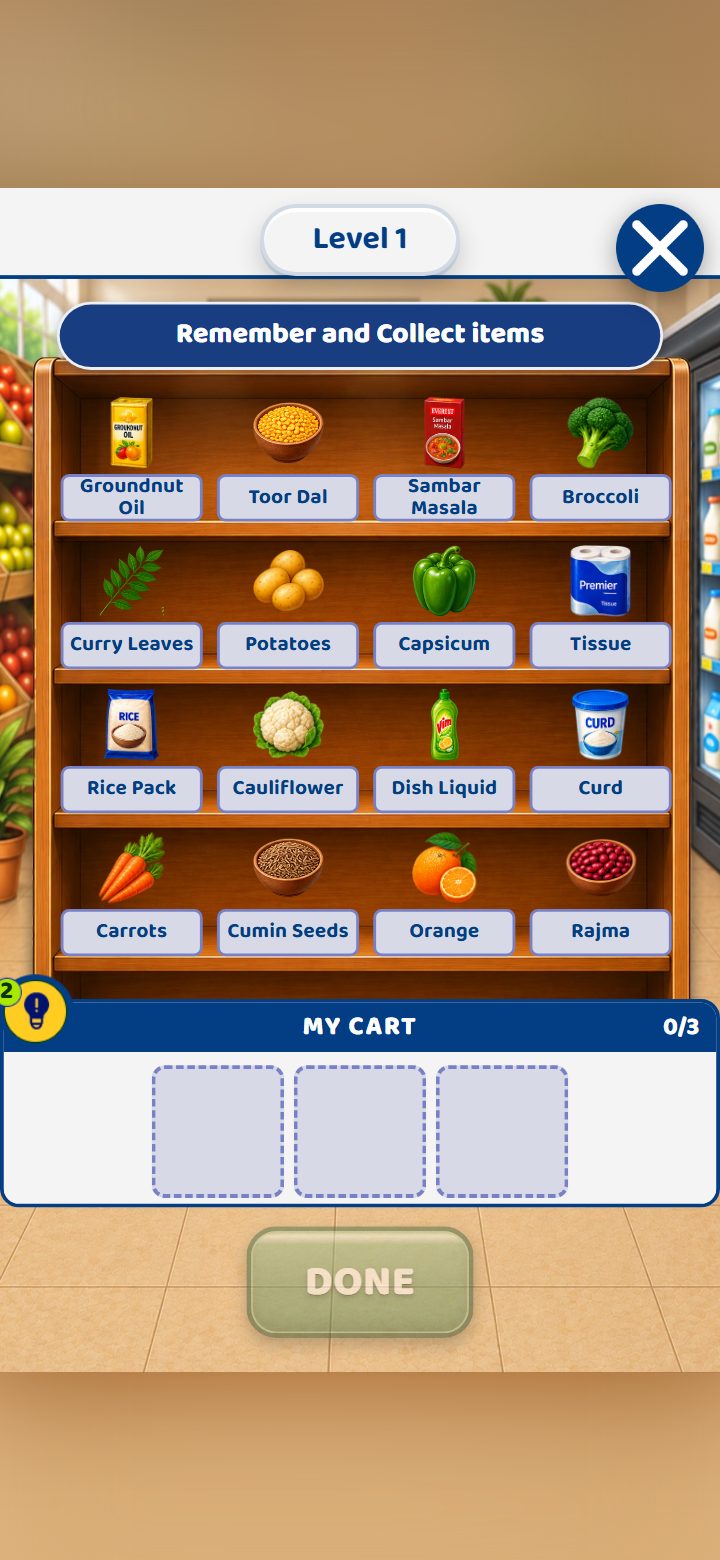 Level 1
Remember and Collect items
GROUNDNUT
OIL
Sambar
Masala
Groundnut
Oil
Toor Dal
Sambar
Masala
Broccoli
Premier
Tissue
Curry Leaves
Potatoes
Capsicum
Tissue
RICE
Vim
CURD
Rice Pack
Cauliflower
Dish Liquid
Curd
Carrots
Cumin Seeds
Orange
Rajma
2
MY CART
0/3
DONE